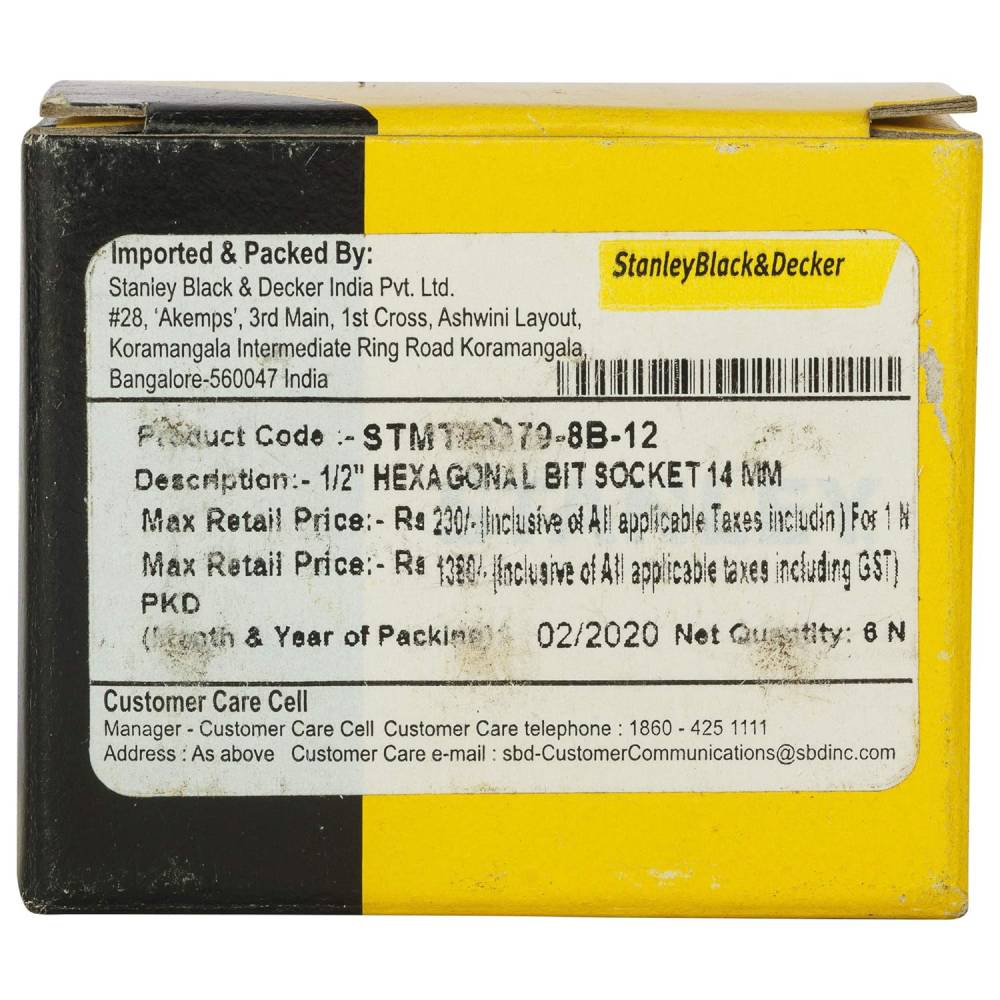 Imported & Packed By:
StanleyBlack&Decker
Stanley Black & Decker India Pvt. Ltd.
#28, 'Akemps', 3rd Main, 1st Cross, Ashwini Layout,
Koramangala Intermediate Ring Road Koramangala,
Bangalore-560047 India
Product Code :-
Description:- 1/2" HEXAGONAL BIT SOCKET 14 MM
Max Retail Price:- Rs 230/- (Inclusive of All applicable Taxes includin ) For 1 N
Max Retail Price:- Rs 1380/- (Inclusive of All applicable taxes including GST)
PKD
(Month & Year of Packing) 02/2020 Net Quantity: 6 N
Customer Care Cell
Manager - Customer Care Cell Customer Care telephone : 1860 - 425 1111
Address : As above Customer Care e-mail : sbd-CustomerCommunications@sbdinc.com